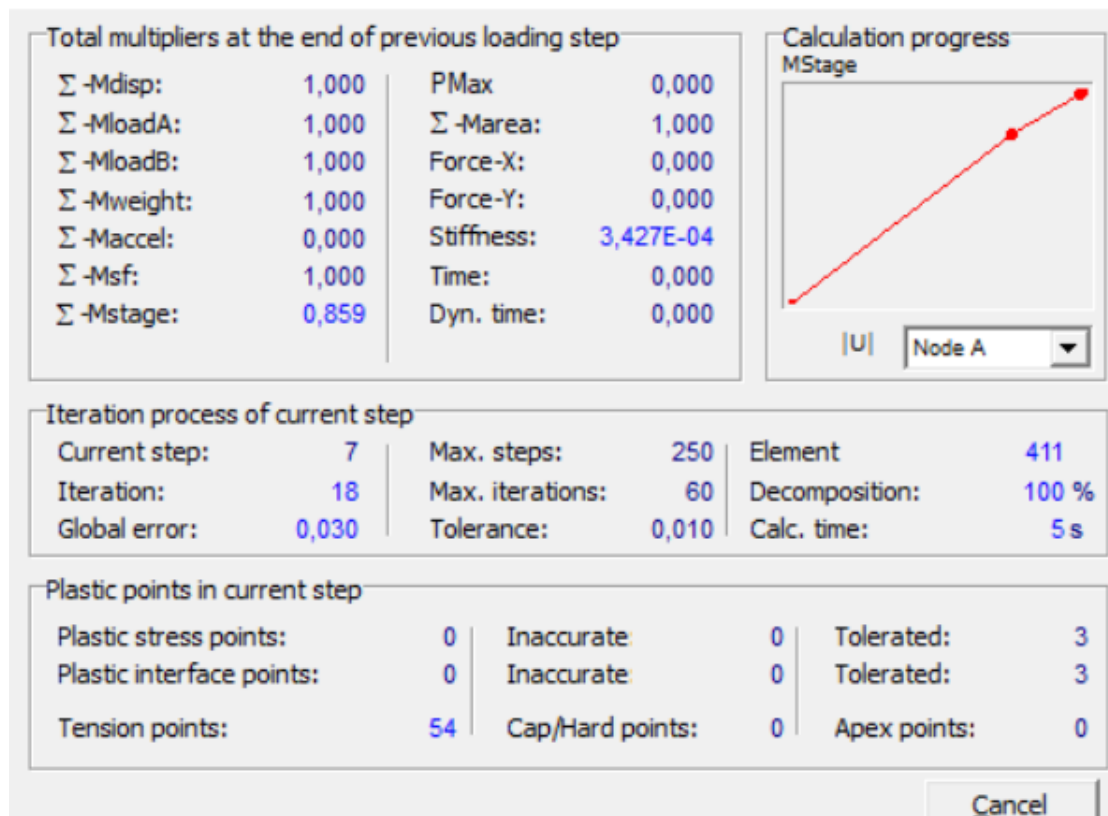 Total multipliers at the end of previous loading step
Σ -Mdisp: 1,000 PMax 0,000
Σ -MloadA: 1,000 Σ -Marea: 1,000
Σ -MloadB: 1,000 Force-X: 0,000
Σ -Mweight: 1,000 Force-Y: 0,000
Σ -Maccel: 0,000 Stiffness: 3,427E-04
Σ -Msf: 1,000 Time: 0,000
Σ -Mstage: 0,859 Dyn. time: 0,000
Calculation progress
MStage
|U| Node A
Iteration process of current step
Current step: 7 Max. steps: 250 Element 411
Iteration: 18 Max. iterations: 60 Decomposition: 100 %
Global error: 0,030 Tolerance: 0,010 Calc. time: 5 s
Plastic points in current step
Plastic stress points: 0 Inaccurate: 0 Tolerated: 3
Plastic interface points: 0 Inaccurate: 0 Tolerated: 3
Tension points: 54 Cap/Hard points: 0 Apex points: 0
Cancel